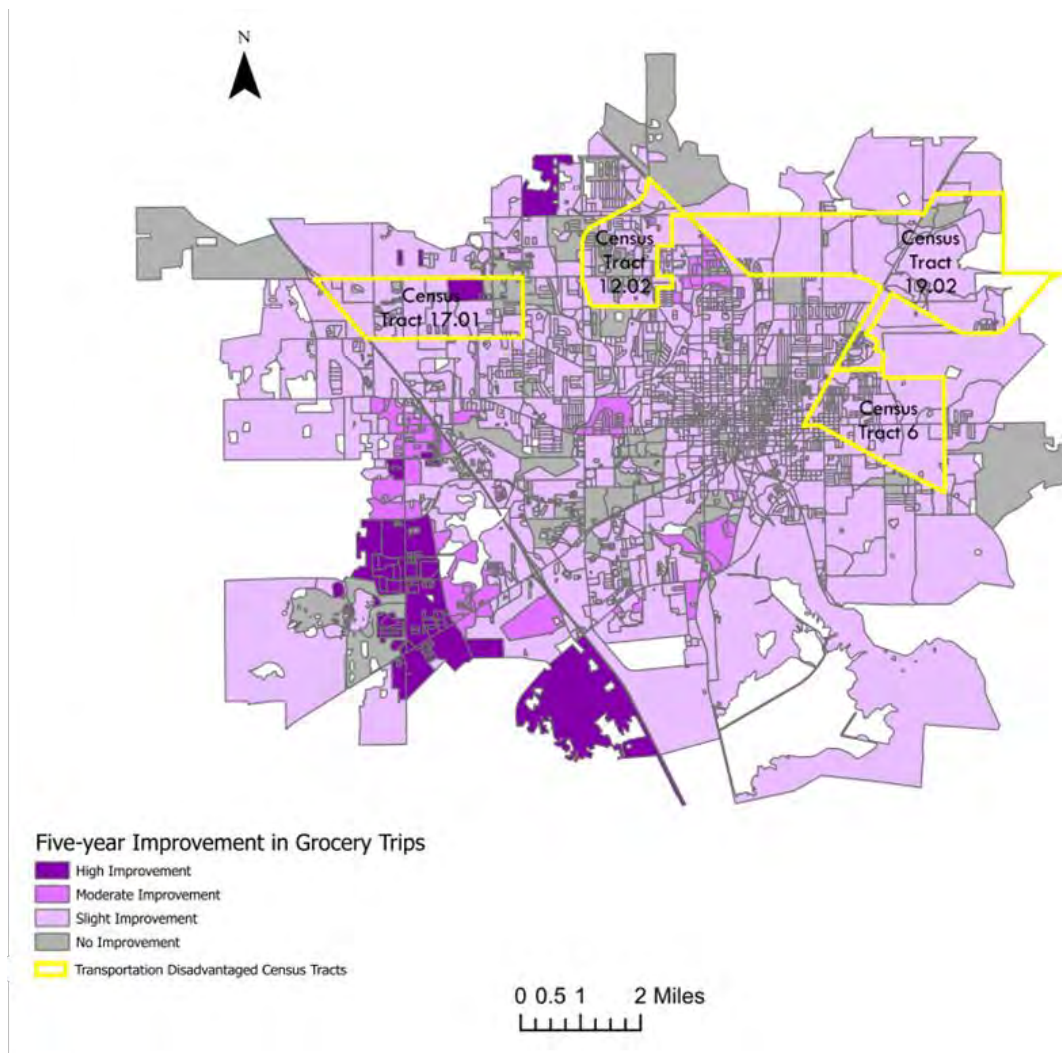 N
Census
Tract
12.02
Census
Tract
19.02
Census
Tract 17.01
Census
Tract 6
Five-year Improvement in Grocery Trips
High Improvement
Moderate Improvement
Slight Improvement
No Improvement
Transportation Disadvantaged Census Tracts
0 0.5 1 2 Miles